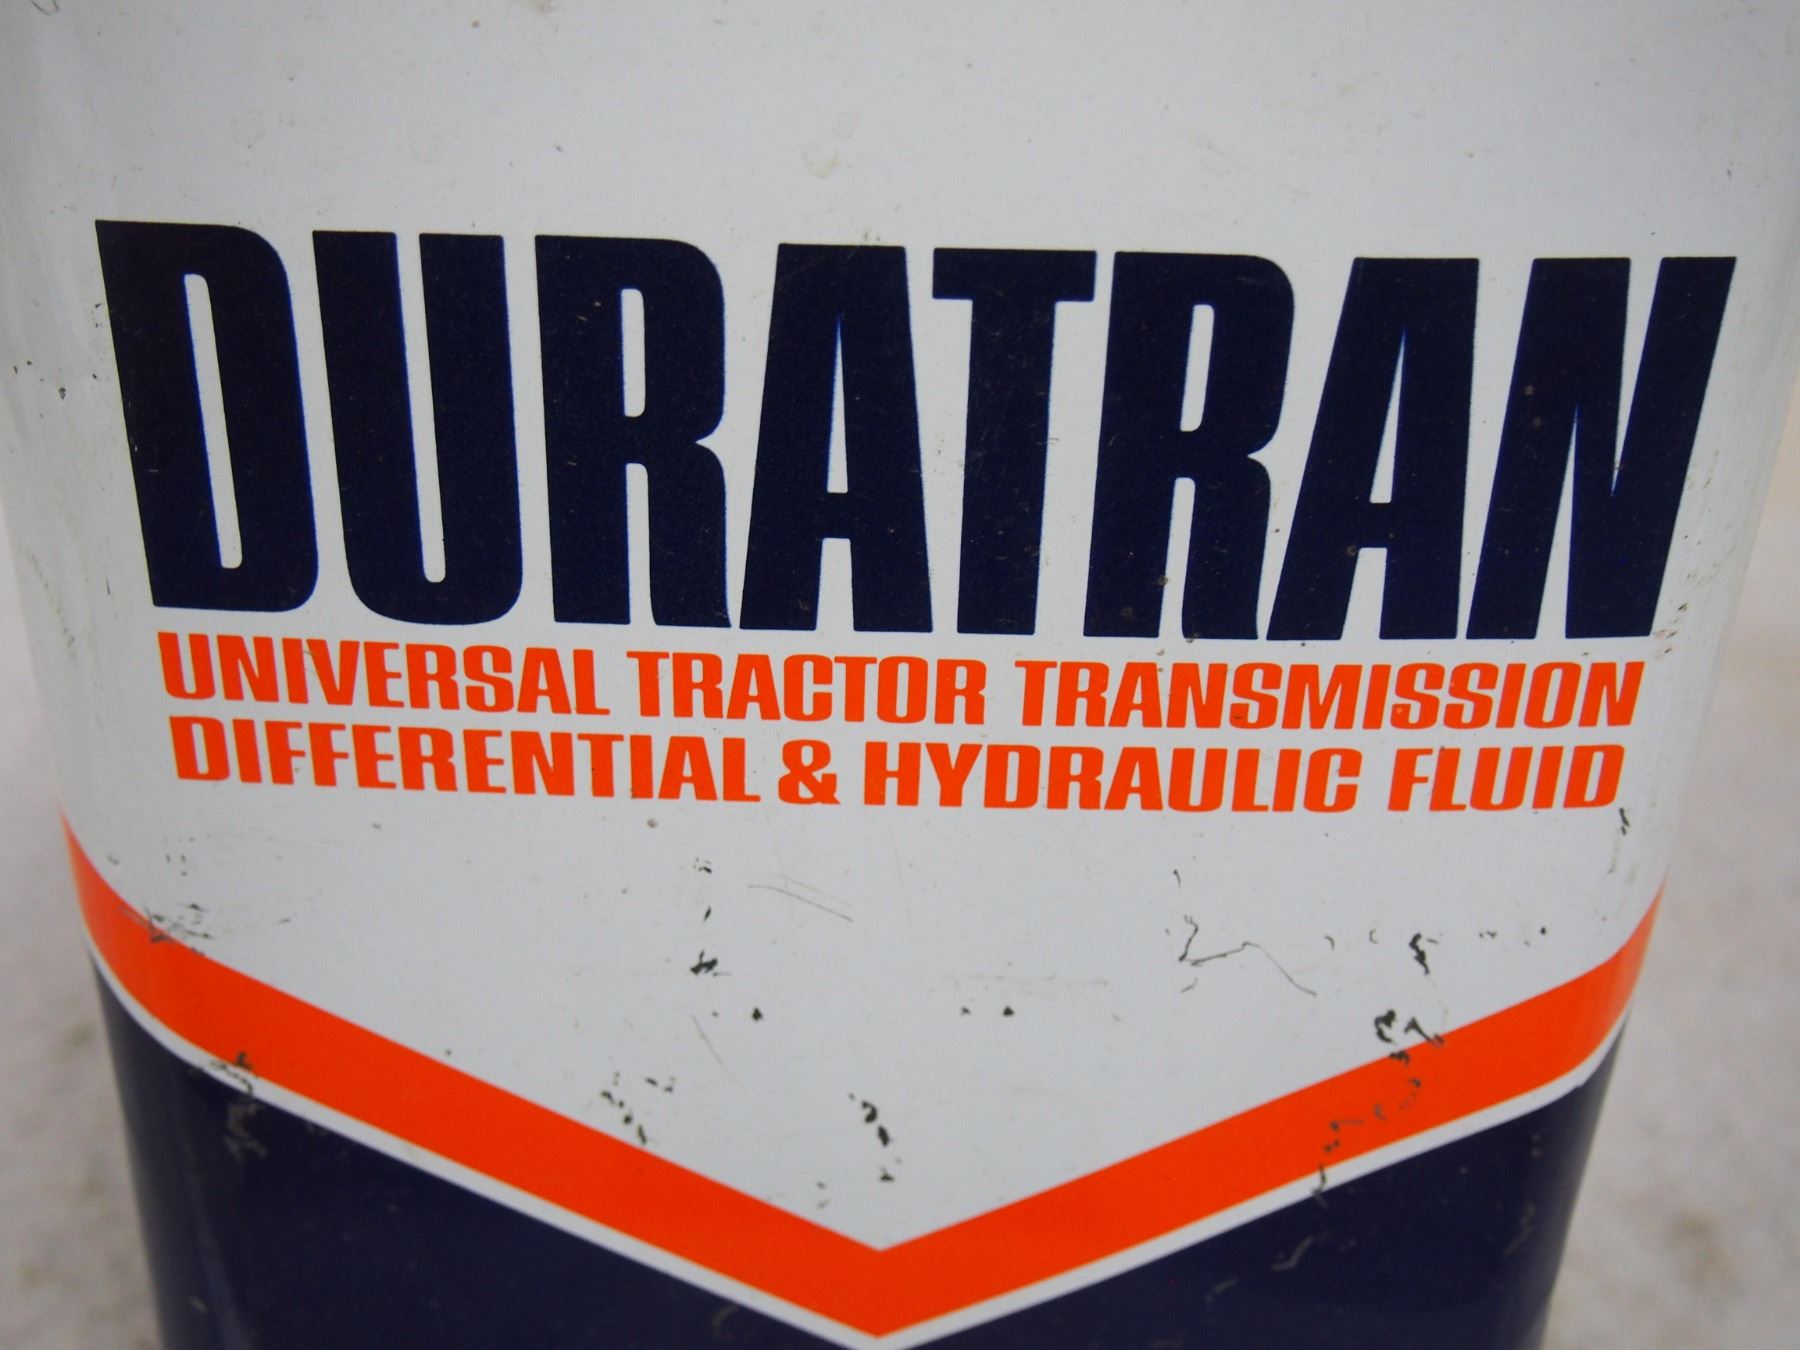 DURATRAN
UNIVERSAL TRACTOR TRANSMISSION
DIFFERENTIAL & HYDRAULIC FLUID